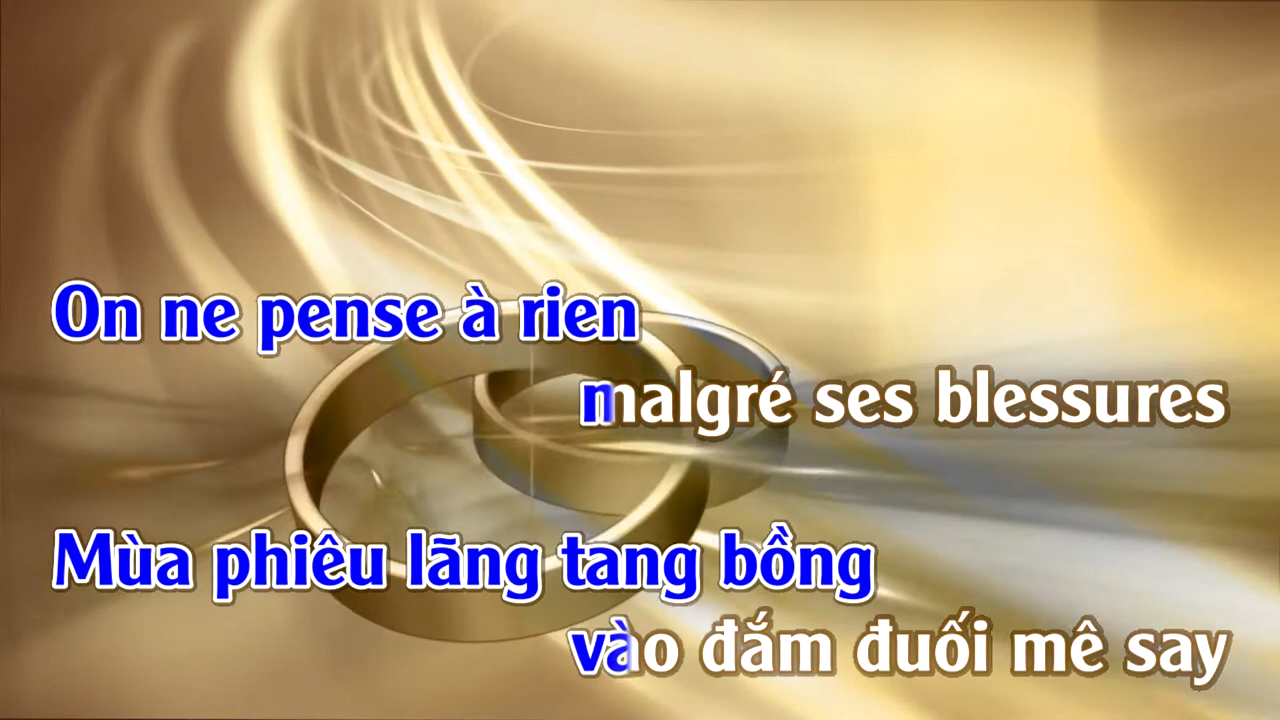 On ne pense à rien
malgré ses blessures
Mùa phiêu lãng tang bồng
vào đắm đuối mê say